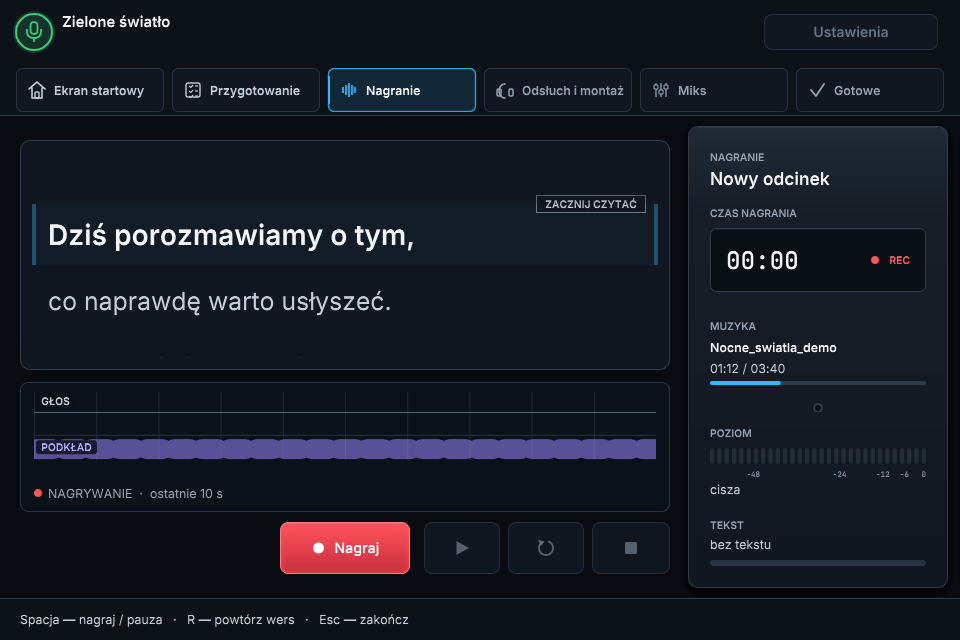 Zielone światło
Ustawienia
Ekran startowy
Przygotowanie
Nagranie
Odsłuch i montaż
Miks
Gotowe
ZACZNIJ CZYTAĆ
Dziś porozmawiamy o tym,
co naprawdę warto usłyszeć.
GŁOS
PODKŁAD
NAGRYWANIE · ostatnie 10 s
Nagraj
NAGRANIE
Nowy odcinek
CZAS NAGRANIA
00:00 REC
MUZYKA
Nocne_swiatla_demo
01:12 / 03:40
POZIOM
-48 -24 -12 -6 0
cisza
TEKST
bez tekstu
Spacja — nagraj / pauza · R — powtórz wers · Esc — zakończ